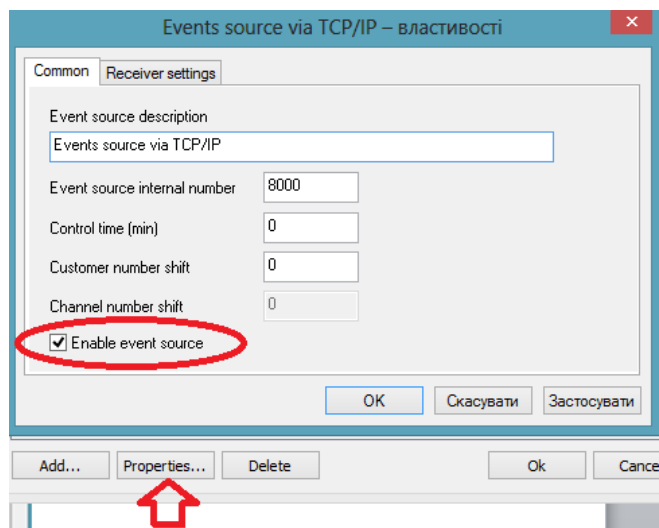 Events source via TCP/IP – властивості
Common Receiver settings
Event source description
Events source via TCP/IP
Event source internal number 8000
Control time (min) 0
Customer number shift 0
Channel number shift 0
Enable event source
OK Скасувати Застосувати
Add... Properties... Delete Ok Cance